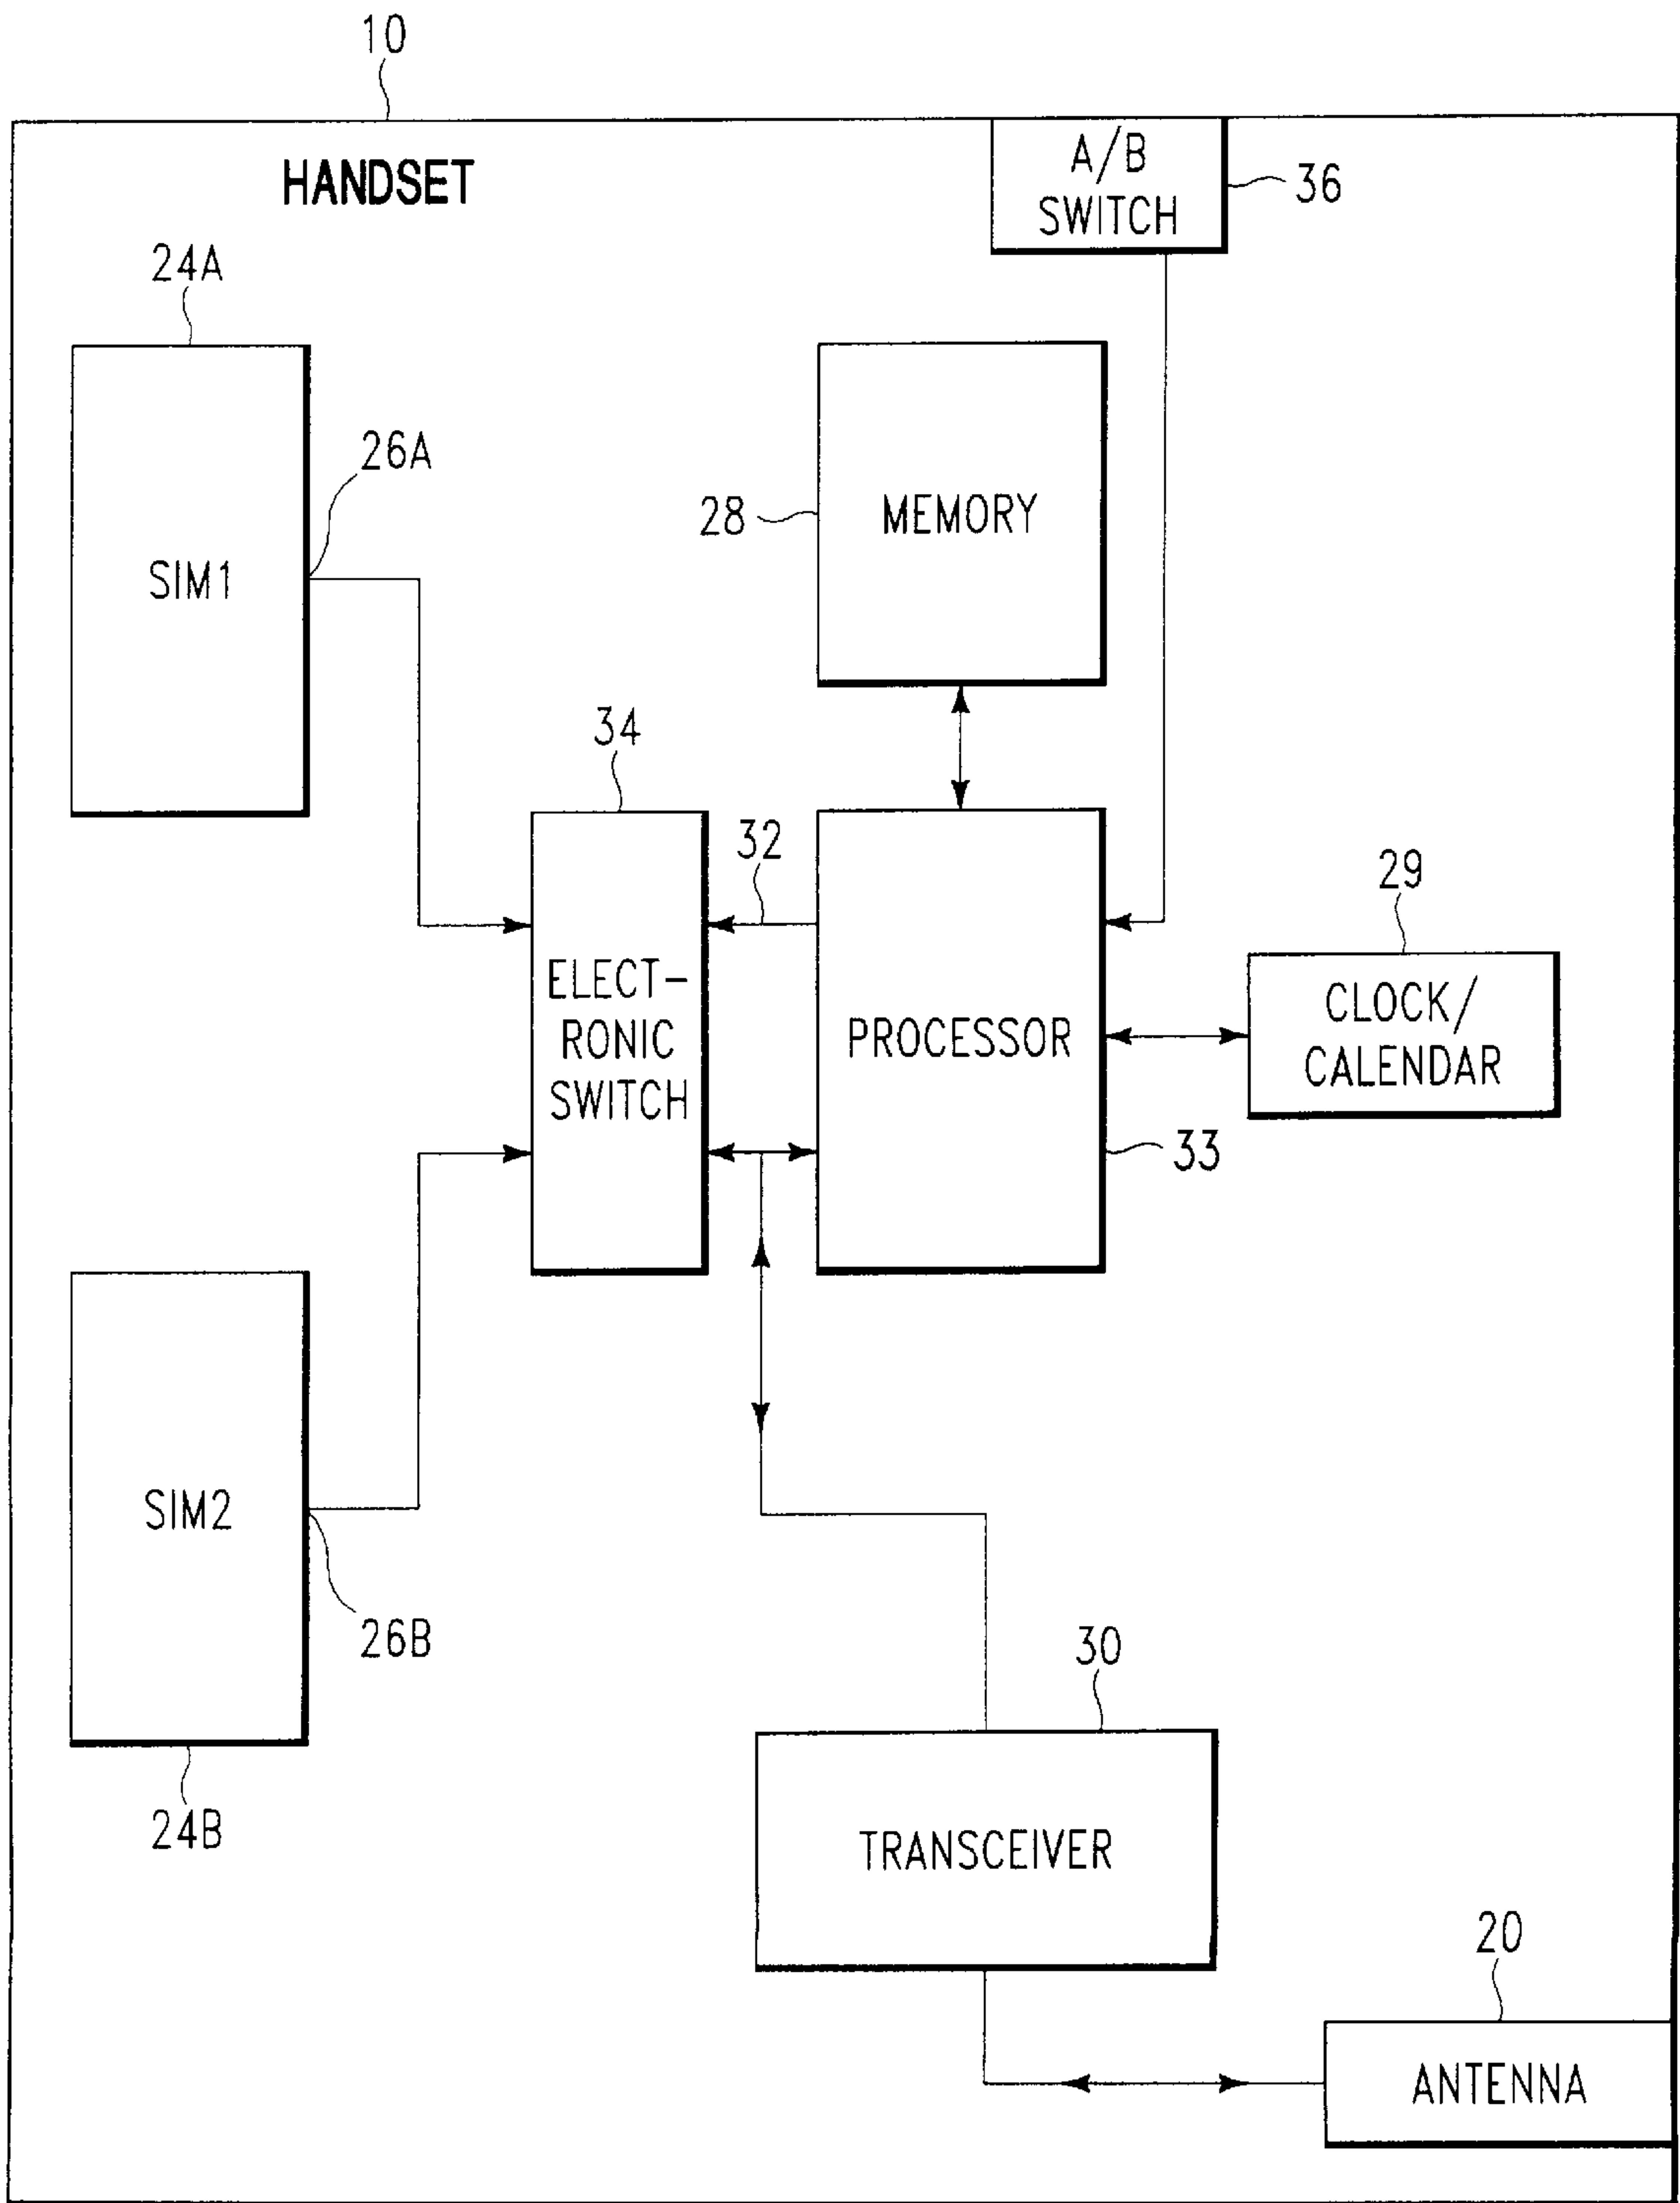 10
HANDSET
A/B
SWITCH
36
24A
26A
SIM1
28
MEMORY
34
32
29
ELECT-
RONIC
SWITCH
PROCESSOR
CLOCK/
CALENDAR
33
SIM2
26B
24B
30
TRANSCEIVER
20
ANTENNA